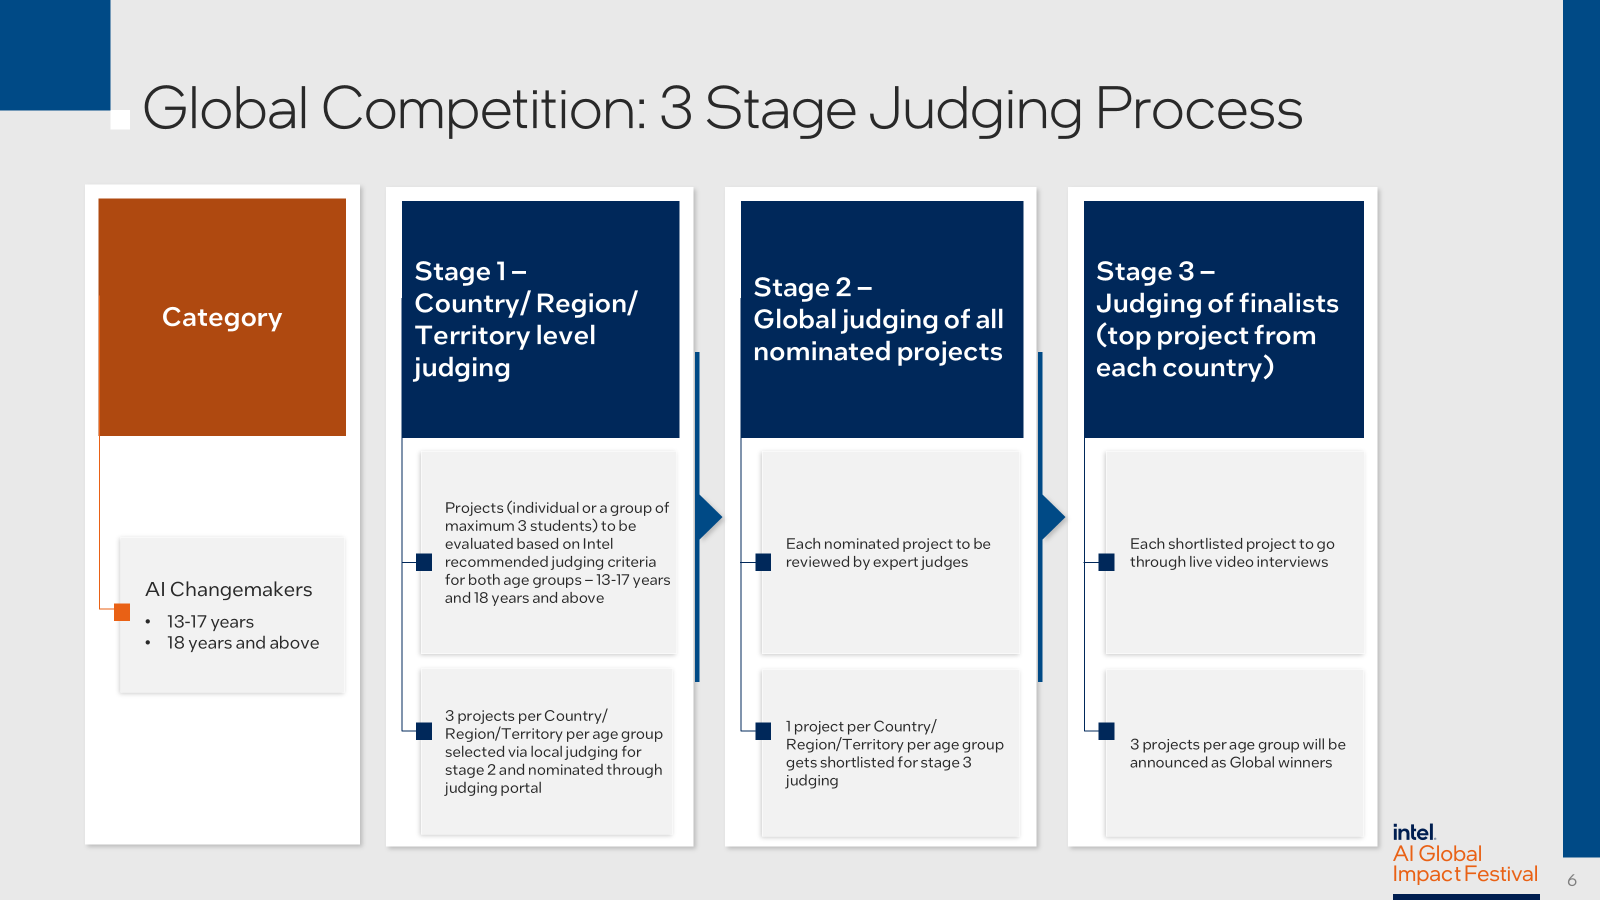 Global Competition: 3 Stage Judging Process
Category
AI Changemakers
• 13-17 years
• 18 years and above
Stage 1 –
Country/ Region/
Territory level
judging
Projects (individual or a group of
maximum 3 students) to be
evaluated based on Intel
recommended judging criteria
for both age groups – 13-17 years
and 18 years and above
3 projects per Country/
Region/Territory per age group
selected via local judging for
stage 2 and nominated through
judging portal
Stage 2 –
Global judging of all
nominated projects
Each nominated project to be
reviewed by expert judges
1 project per Country/
Region/Territory per age group
gets shortlisted for stage 3
judging
Stage 3 –
Judging of finalists
(top project from
each country)
Each shortlisted project to go
through live video interviews
3 projects per age group will be
announced as Global winners
intel.
AI Global
Impact Festival
6